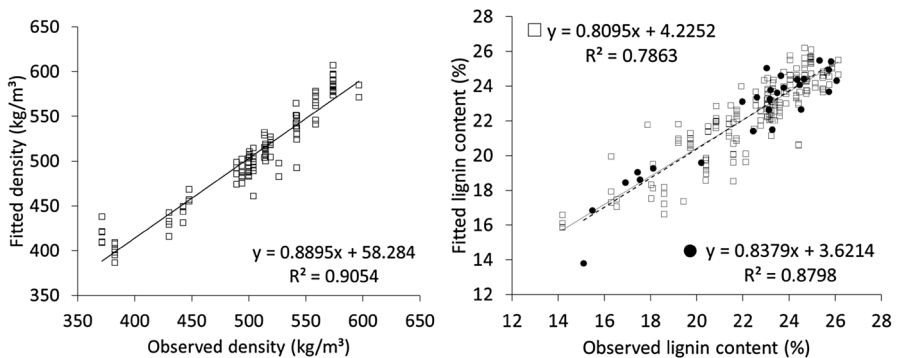 650
600
550
500
450
400
350
Fitted density (kg/m³)
y = 0.8895x + 58.284
R² = 0.9054
350 400 450 500 550 600 650
Observed density (kg/m³)
28
26
24
22
20
18
16
14
12
Fitted lignin content (%)
y = 0.8095x + 4.2252
R² = 0.7863
y = 0.8379x + 3.6214
R² = 0.8798
12 14 16 18 20 22 24 26 28
Observed lignin content (%)